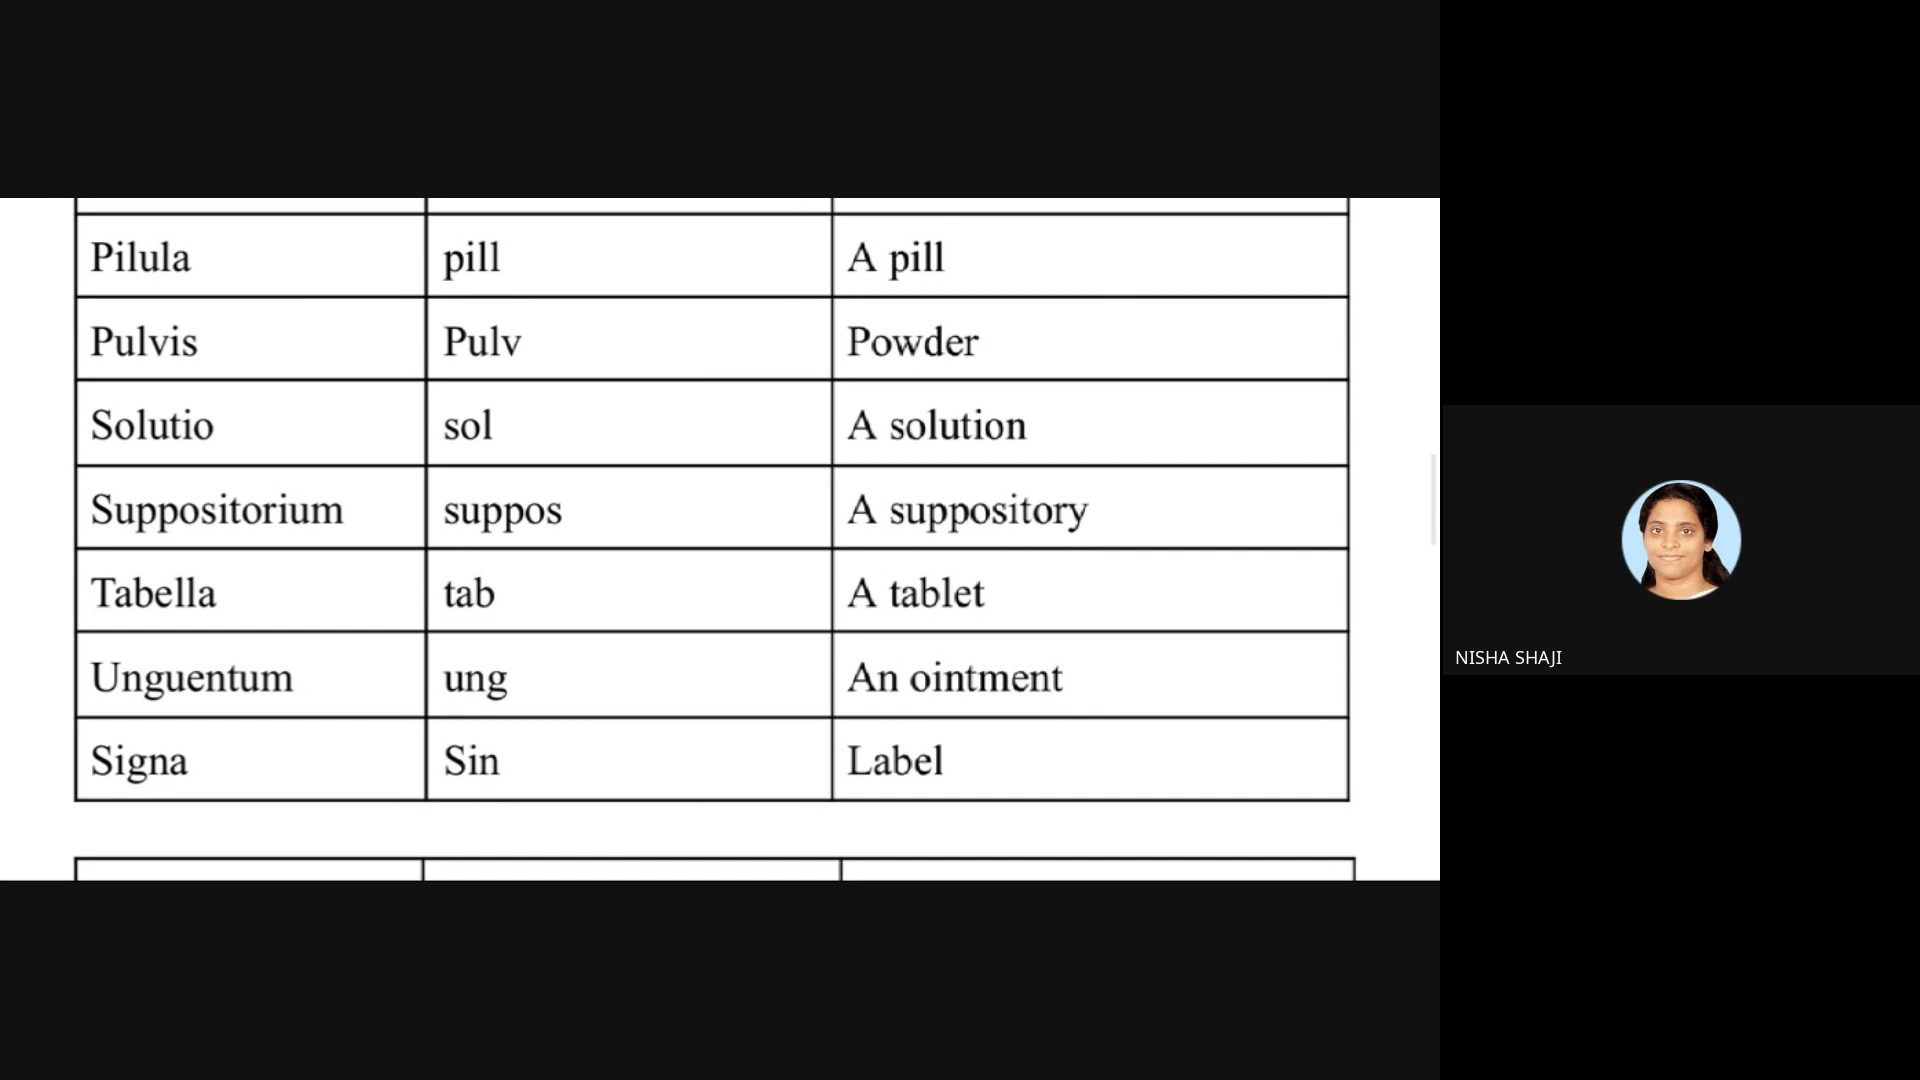 Pilula pill A pill
Pulvis Pulv Powder
Solutio sol A solution
Suppositorium suppos A suppository
Tabella tab A tablet
Unguentum ung An ointment
Signa Sin Label
NISHA SHAJI